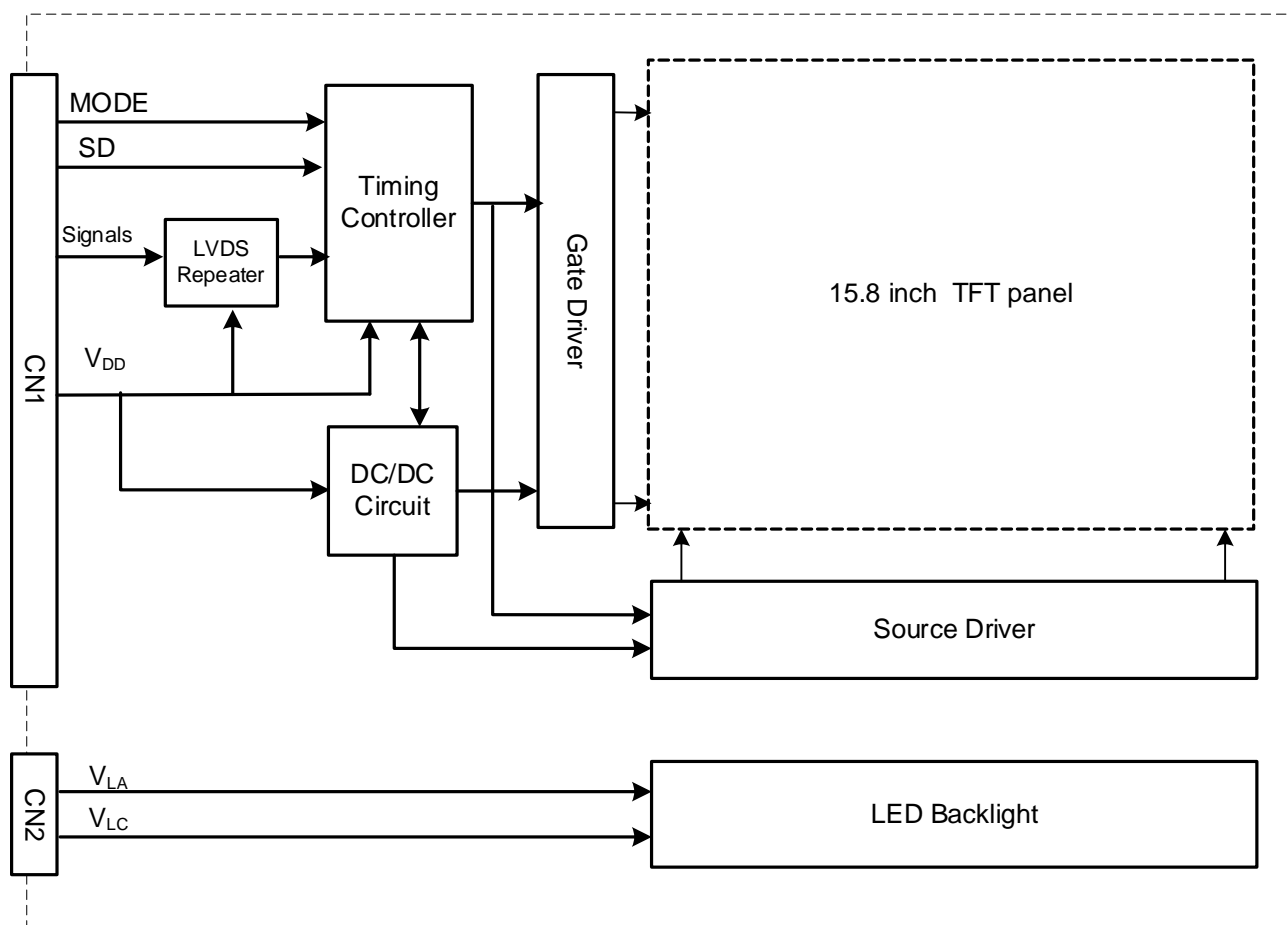 MODE
SD
Signals
LVDS
Repeater
Timing
Controller
Gate Driver
15.8 inch TFT panel
CN1
VDD
DC/DC
Circuit
Source Driver
CN2
VLA
VLC
LED Backlight